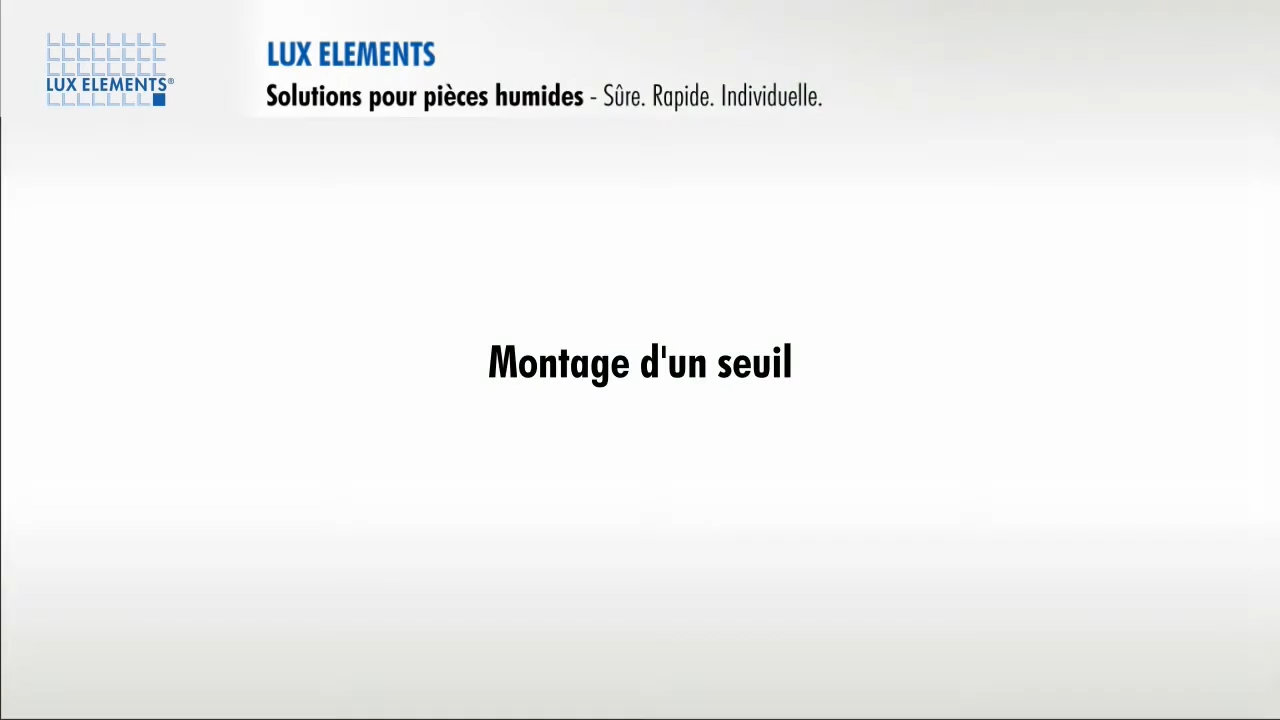 LUX ELEMENTS®
LUX ELEMENTS
Solutions pour pièces humides - Sûre. Rapide. Individuelle.
Montage d'un seuil